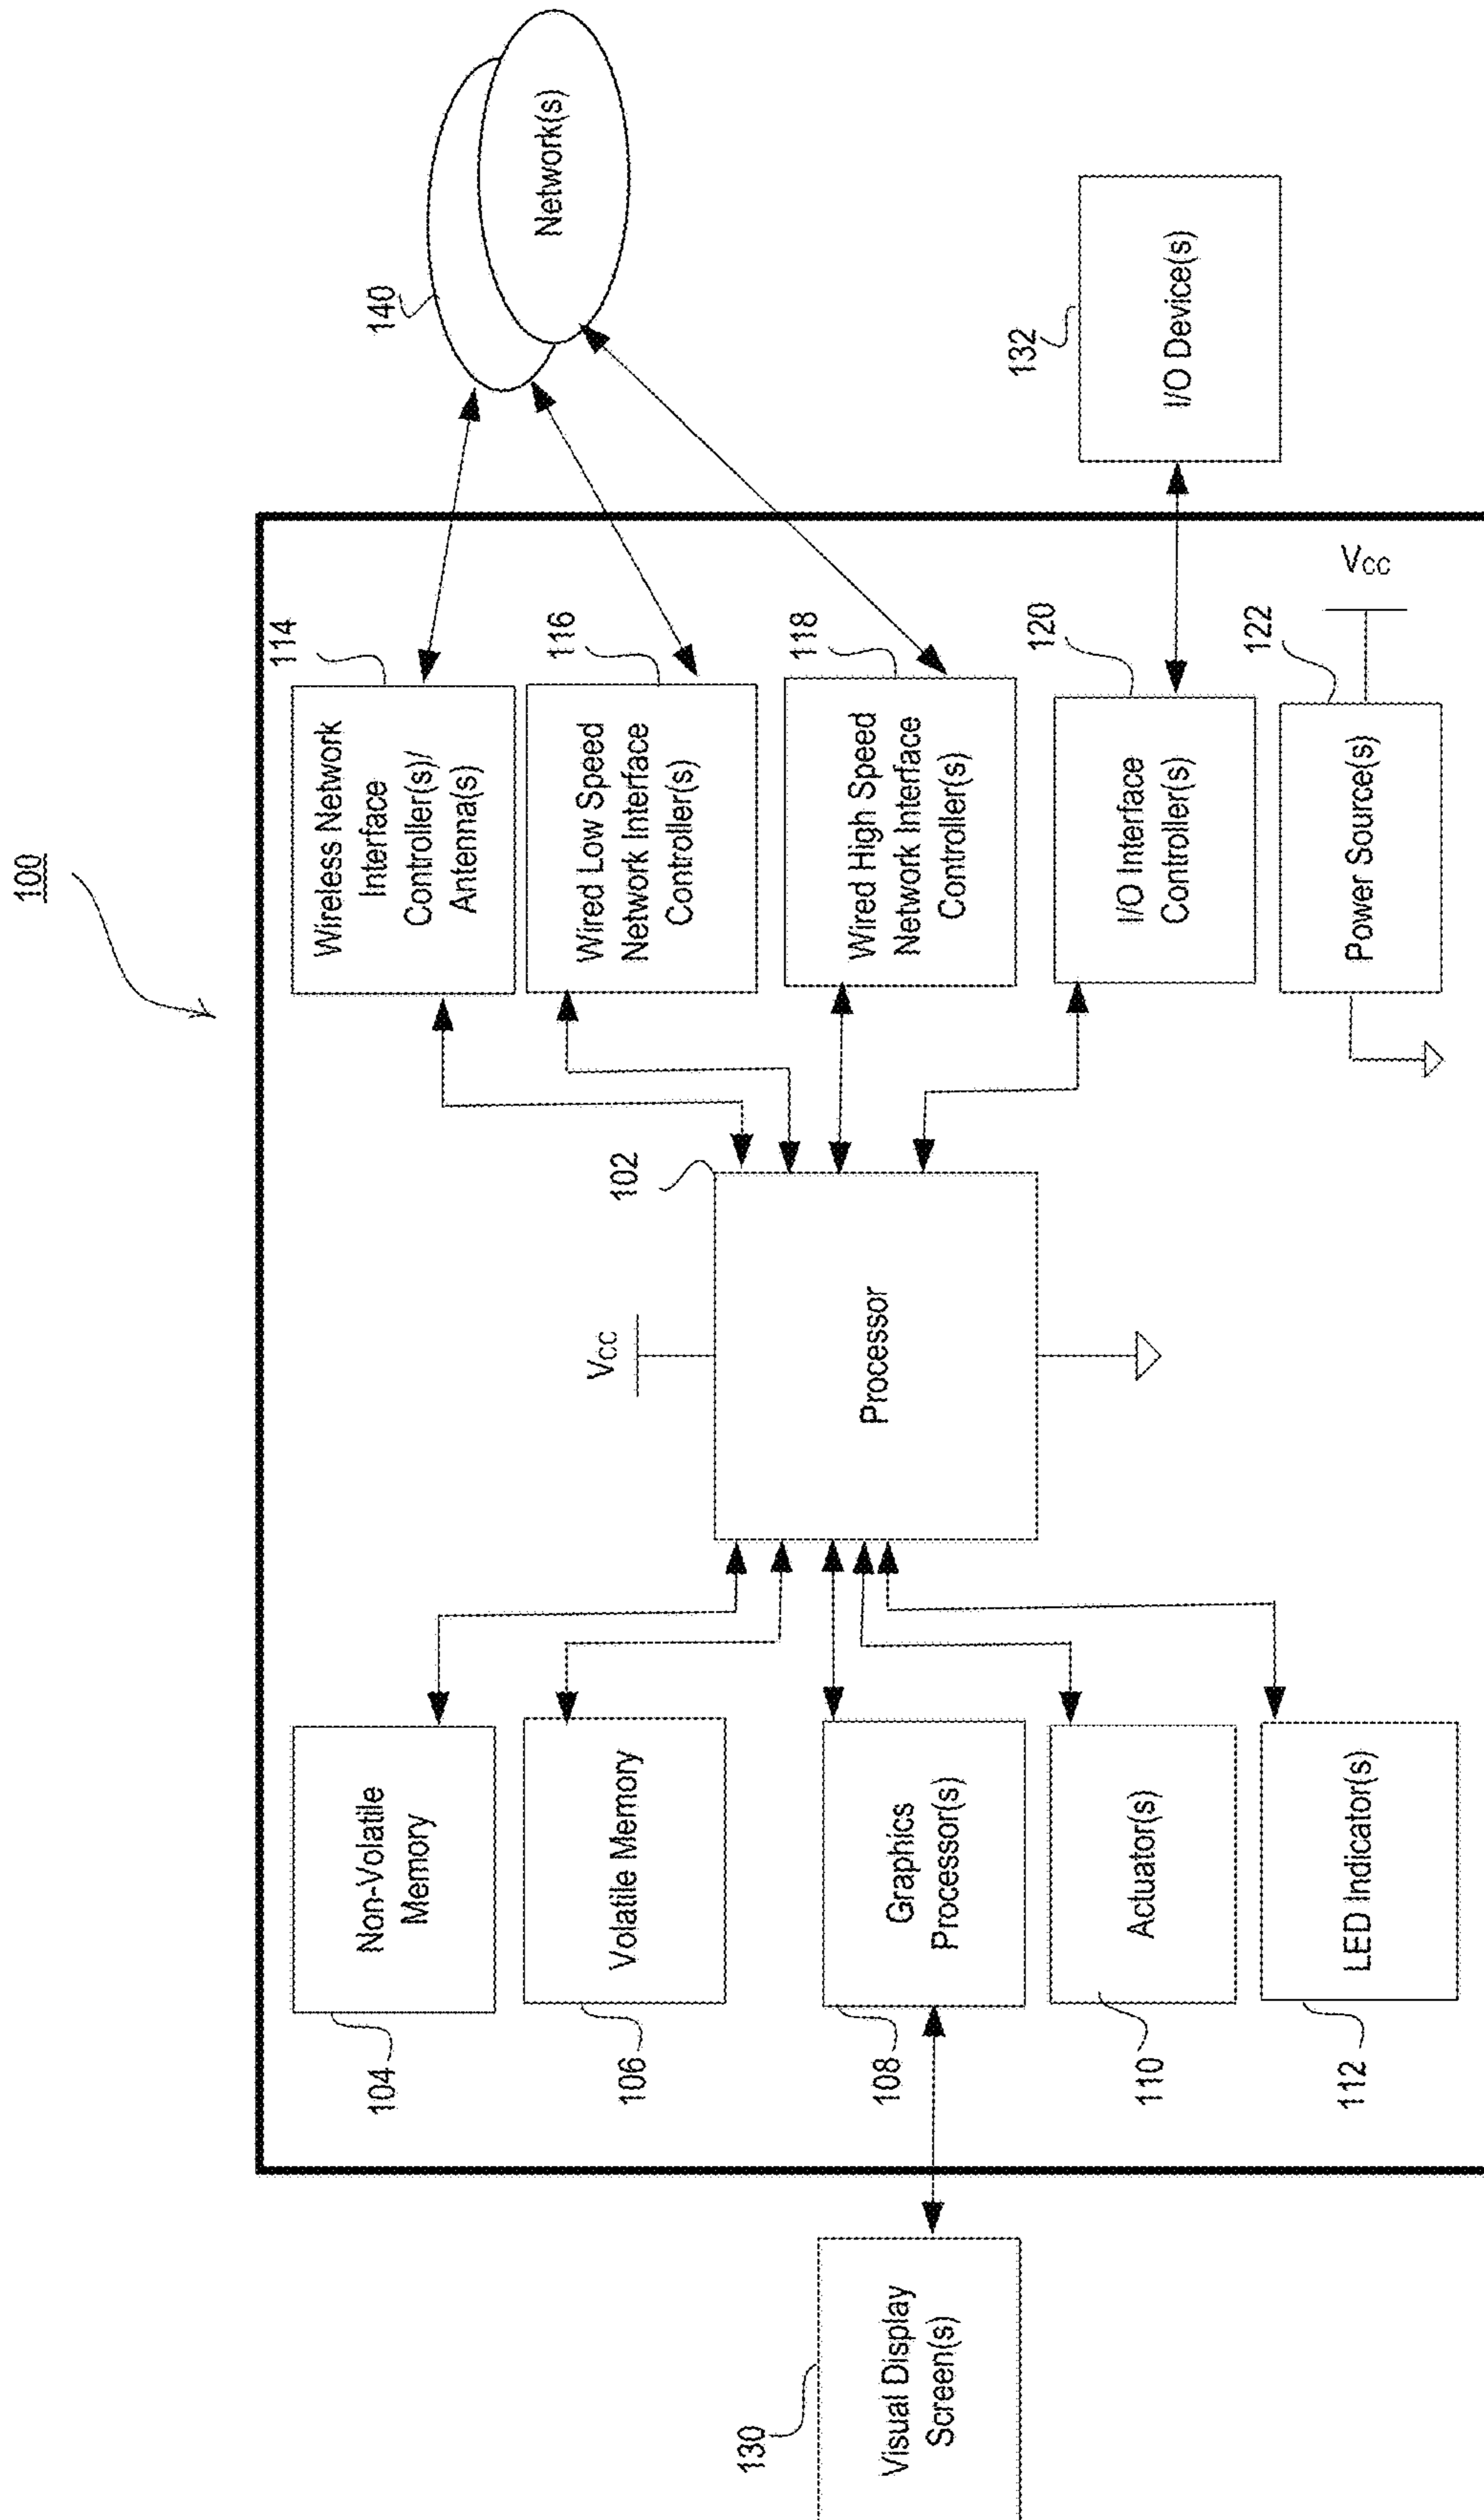 100
104
Non-Volatile
Memory
106
Volatile Memory
108
Graphics
Processor(s)
110
Actuator(s)
112
LED Indicator(s)
130
Visual Display
Screen(s)
Vcc
102
Processor
114
Wireless Network
Interface
Controller(s)/
Antenna(s)
116
Wired Low Speed
Network Interface
Controller(s)
118
Wired High Speed
Network Interface
Controller(s)
120
I/O Interface
Controller(s)
122
Power Source(s)
Vcc
140
Network(s)
132
I/O Device(s)